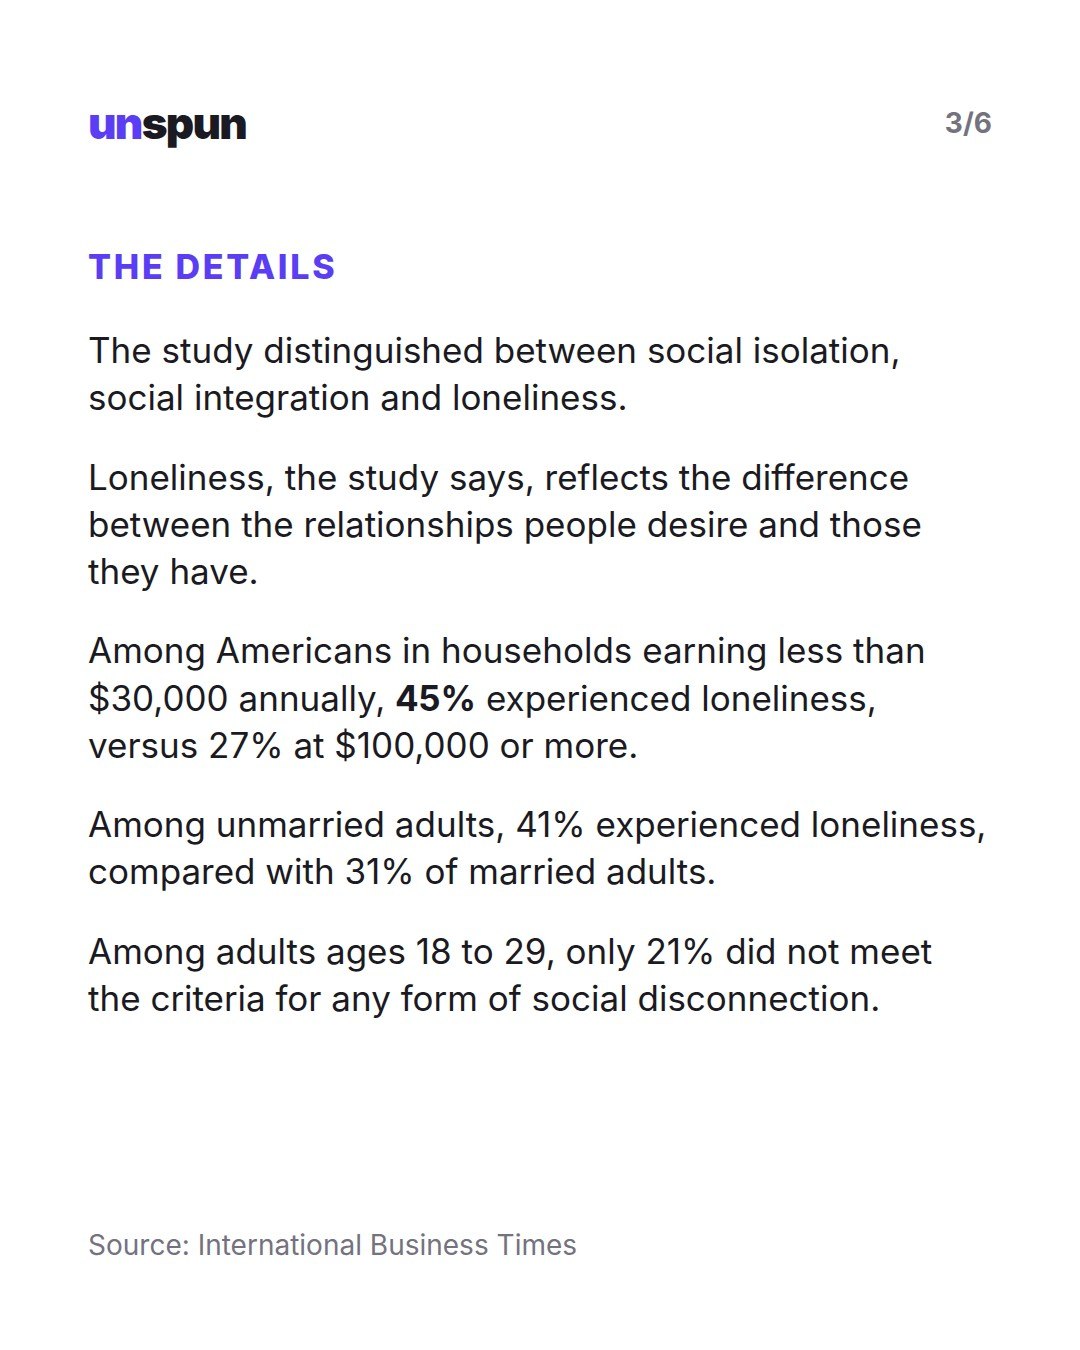 unspun
3/6
THE DETAILS
The study distinguished between social isolation,
social integration and loneliness.
Loneliness, the study says, reflects the difference
between the relationships people desire and those
they have.
Among Americans in households earning less than
$30,000 annually, 45% experienced loneliness,
versus 27% at $100,000 or more.
Among unmarried adults, 41% experienced loneliness,
compared with 31% of married adults.
Among adults ages 18 to 29, only 21% did not meet
the criteria for any form of social disconnection.
Source: International Business Times